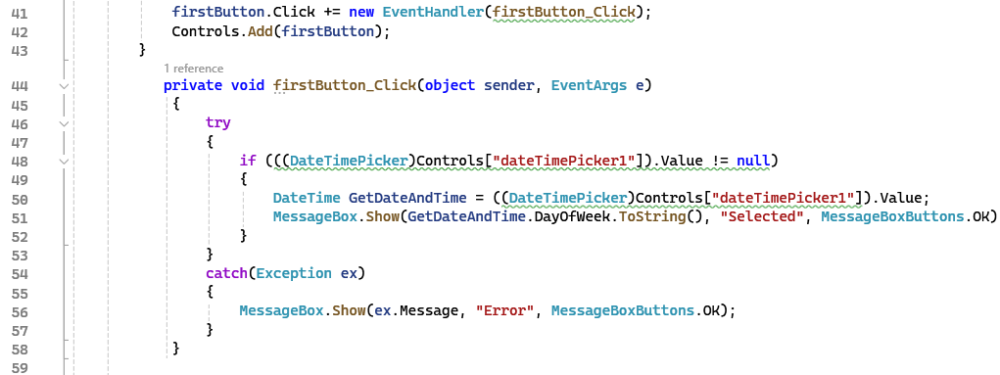 41 firstButton.Click += new EventHandler(firstButton_Click);
42 Controls.Add(firstButton);
43 }
1 reference
44 private void firstButton_Click(object sender, EventArgs e)
45 {
46 try
47 {
48 if (((DateTimePicker)Controls["dateTimePicker1"]).Value != null)
49 {
50 DateTime GetDateAndTime = ((DateTimePicker)Controls["dateTimePicker1"]).Value;
51 MessageBox.Show(GetDateAndTime.DayOfWeek.ToString(), "Selected", MessageBoxButtons.OK)
52 }
53 }
54 catch(Exception ex)
55 {
56 MessageBox.Show(ex.Message, "Error", MessageBoxButtons.OK);
57 }
58 }
59